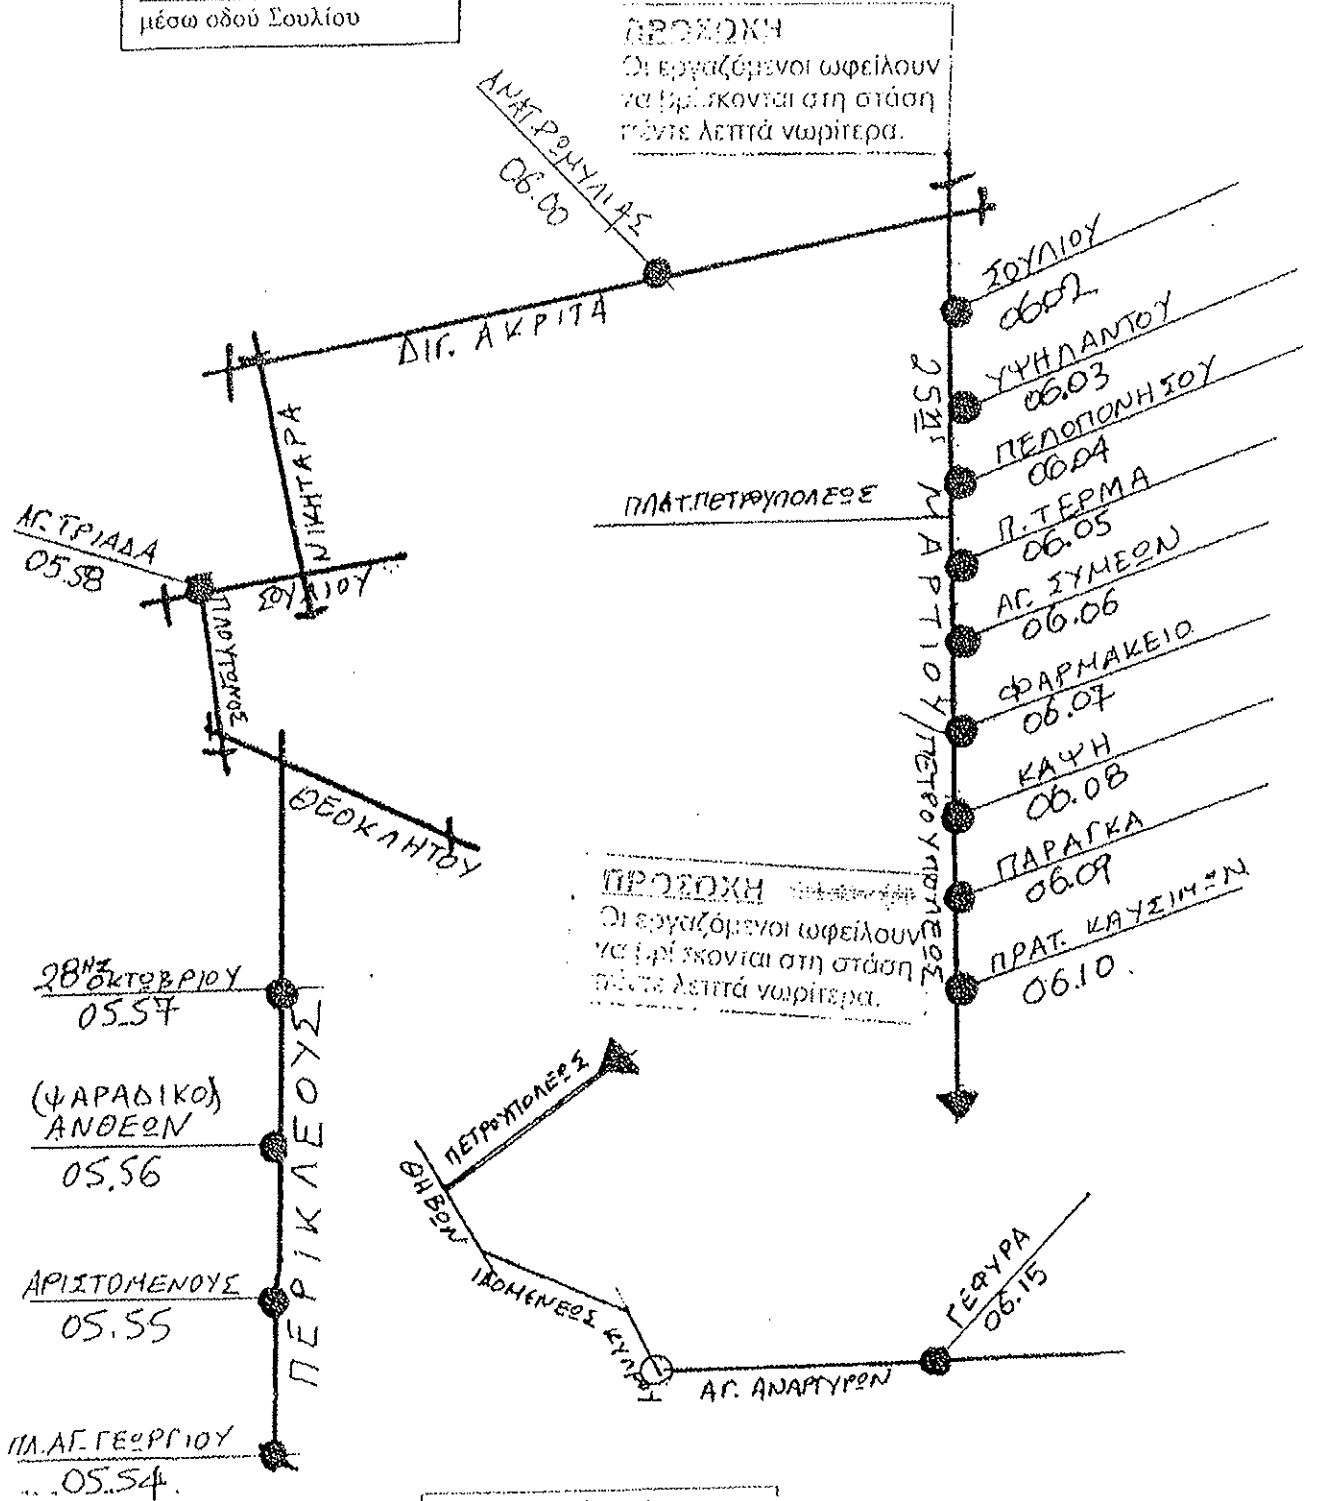 μέσω οδού Σουλίου
ΠΡΟΣΟΧΗ
Οι εργαζόμενοι ωφείλουν
να βρίσκονται στη στάση
πέντε λεπτά νωρίτερα.
ΑΝΑΤ.ΡΩΜΥΛΙΑΣ
06.00
ΔΙΓ. ΑΚΡΙΤΑ
ΣΟΥΛΙΟΥ
06.02
ΥΨΗΛΑΝΤΟΥ
06.03
ΠΕΛΟΠΟΝΗΣΟΥ
06.04
Π. ΤΕΡΜΑ
06.05
ΑΓ. ΣΥΜΕΩΝ
06.06
ΦΑΡΜΑΚΕΙΟ
06.07
ΚΑΨΗ
06.08
ΠΑΡΑΓΚΑ
06.09
ΠΡΑΤ. ΚΑΥΣΙΜΩΝ
06.10.
25ΗΣ ΜΑΡΤΙΟΥ/ΠΕΤΡΟΥΠΟΛΕΩΣ
ΠΛΑΤ.ΠΕΤΡΟΥΠΟΛΕΩΣ
ΝΙΚΗΤΑΡΑ
ΑΓ. ΤΡΙΑΔΑ
05.58
ΣΟΥΛΙΟΥ
ΘΕΟΚΛΗΤΟΥ
ΠΡΟΣΟΧΗ
Οι εργαζόμενοι ωφείλουν
να βρίσκονται στη στάση
πέντε λεπτά νωρίτερα.
28ΗΣ ΟΚΤΩΒΡΙΟΥ
05.57
(ΨΑΡΑΔΙΚΟ)
ΑΝΘΕΩΝ
05.56
ΑΡΙΣΤΟΜΕΝΟΥΣ
05.55
ΠΛ.ΑΓ.ΓΕΩΡΓΙΟΥ
05.54.
ΠΕΡΙΚΛΕΟΥΣ
ΠΕΤΡΟΥΠΟΛΕΩΣ
ΘΗΒΩΝ
ΙΔΟΜΕΝΕΩΣ
ΑΓ. ΑΝΑΡΓΥΡΩΝ
ΓΕΦΥΡΑ
06.15